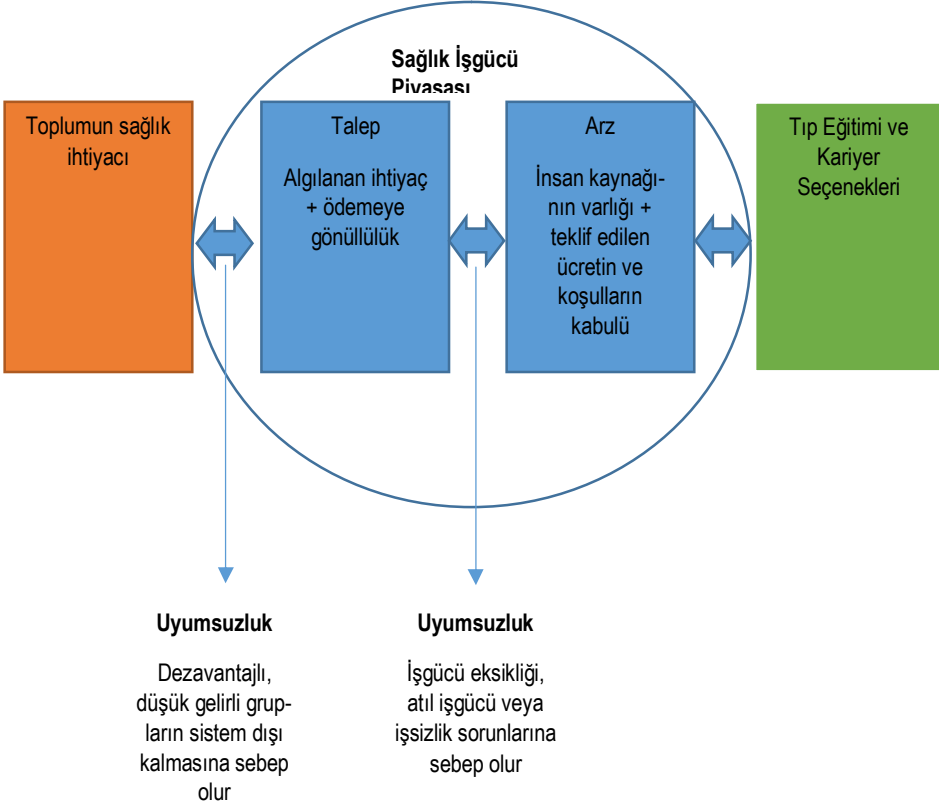 Sağlık İşgücü
Piyasası
Toplumun sağlık
ihtiyacı
Talep
Algılanan ihtiyaç
+ ödemeye
gönüllülük
Arz
İnsan kaynağı-
nın varlığı +
teklif edilen
ücretin ve
koşulların
kabulü
Tıp Eğitimi ve
Kariyer
Seçenekleri
Uyumsuzluk
Dezavantajlı,
düşük gelirli grup-
ların sistem dışı
kalmasına sebep
olur
Uyumsuzluk
İşgücü eksikliği,
atıl işgücü veya
işsizlik sorunlarına
sebep olur